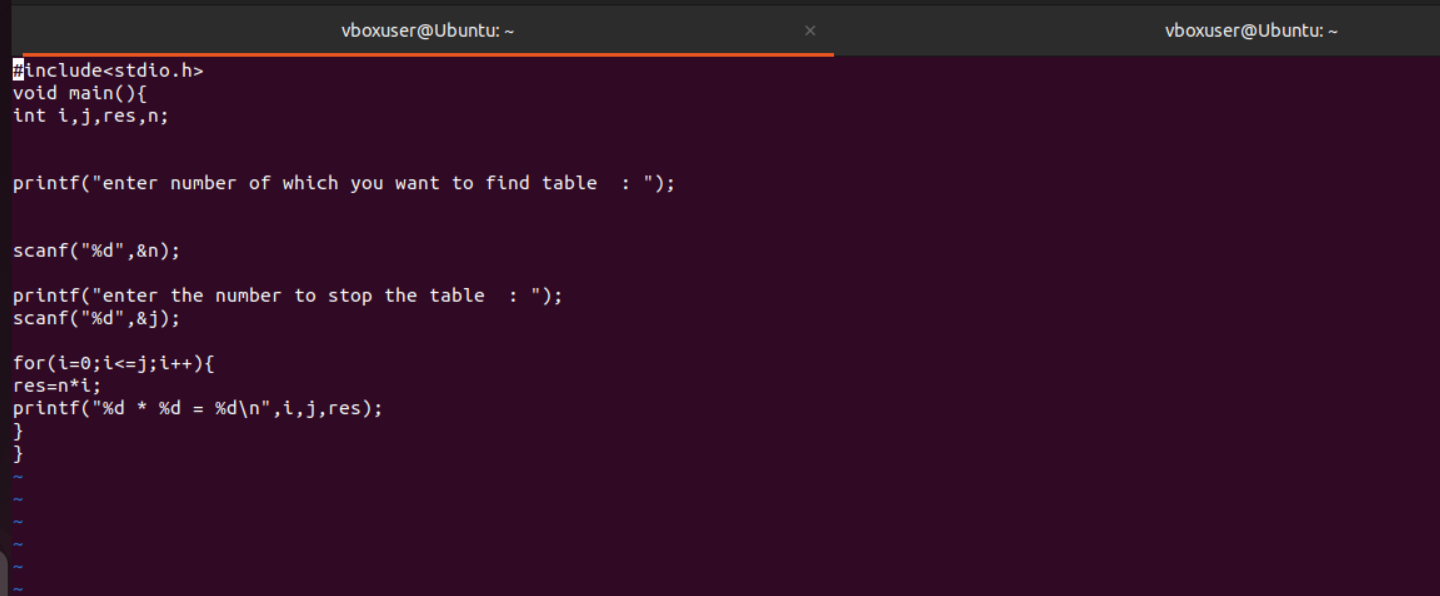 vboxuser@Ubuntu: ~ × vboxuser@Ubuntu: ~
#include<stdio.h>
void main(){
int i,j,res,n;
printf("enter number of which you want to find table  : ");
scanf("%d",&n);
printf("enter the number to stop the table  : ");
scanf("%d",&j);
for(i=0;i<=j;i++){
res=n*i;
printf("%d * %d = %d\n",i,j,res);
}
}
~
~
~
~
~
~